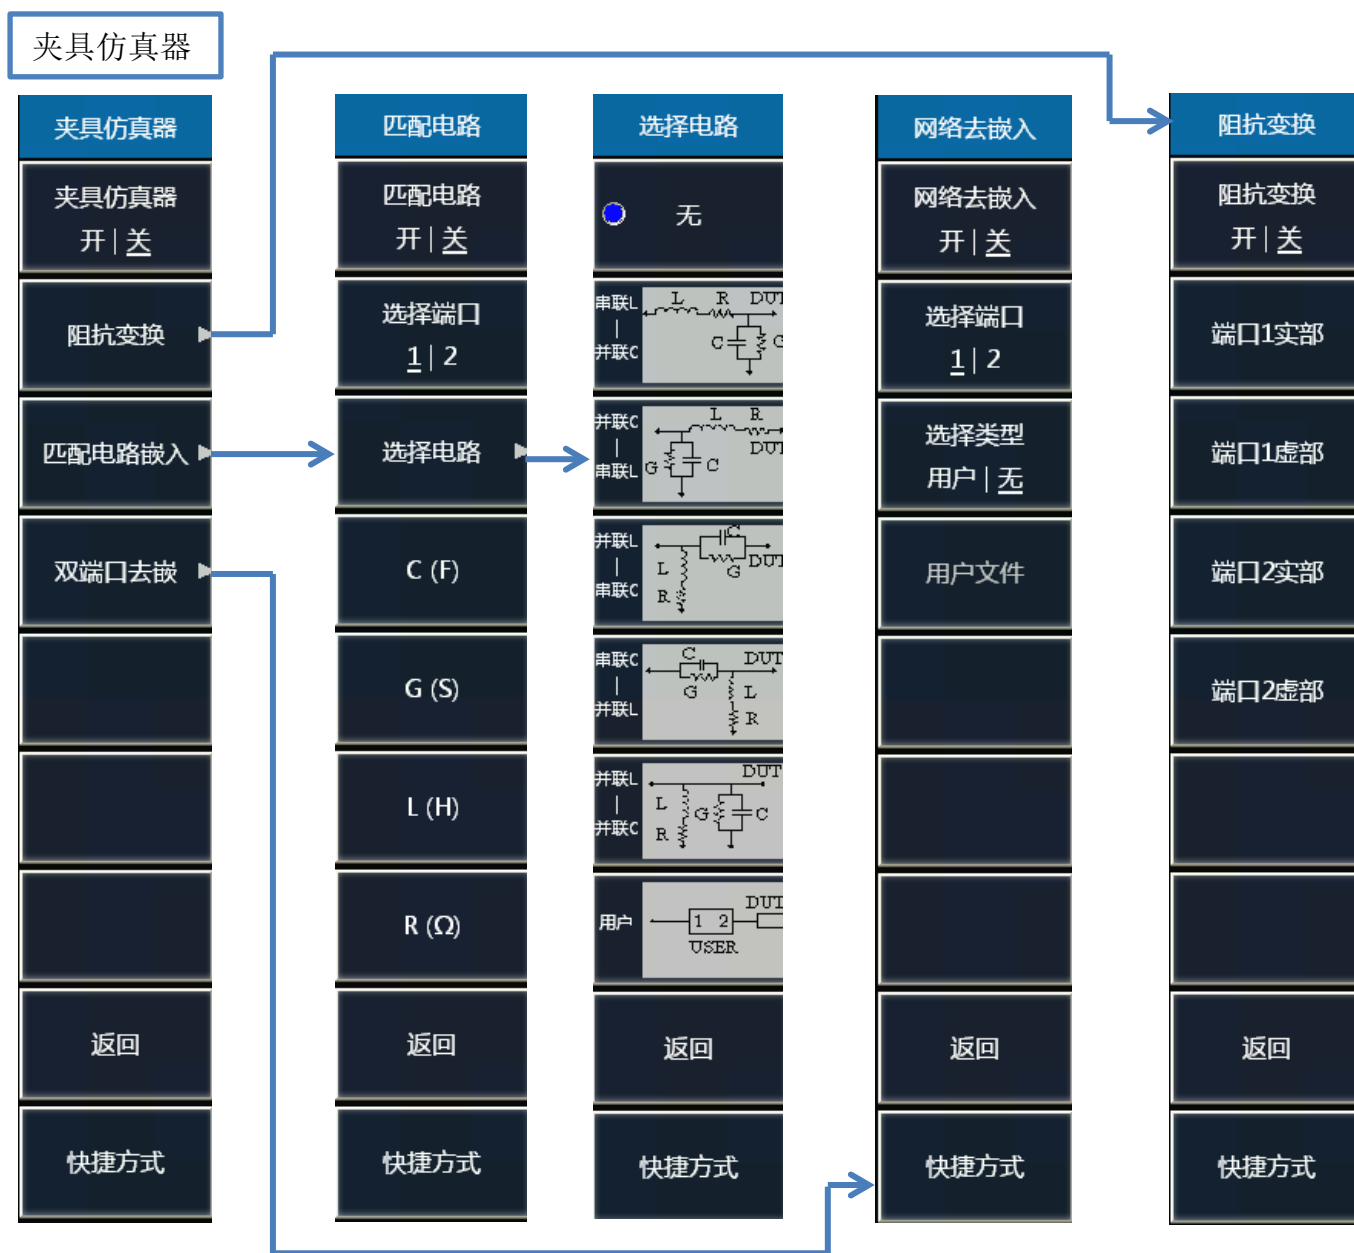 夹具仿真器
夹具仿真器
夹具仿真器
开 | 关
阻抗变换
匹配电路嵌入
双端口去嵌
返回
快捷方式
匹配电路
匹配电路
开 | 关
选择端口
1 | 2
选择电路
C (F)
G (S)
L (H)
R (Ω)
返回
快捷方式
选择电路
无
串联L
|
并联C
L R DUT
C G
并联C
|
串联L
L R
DUT
G C
并联L
|
串联C
C
L G DUT
R
串联C
|
并联L
C DUT
G L
R
并联L
|
并联C
DUT
L G C
R
用户
DUT
1 2
USER
返回
快捷方式
网络去嵌入
网络去嵌入
开 | 关
选择端口
1 | 2
选择类型
用户 | 无
用户文件
返回
快捷方式
阻抗变换
阻抗变换
开 | 关
端口1实部
端口1虚部
端口2实部
端口2虚部
返回
快捷方式